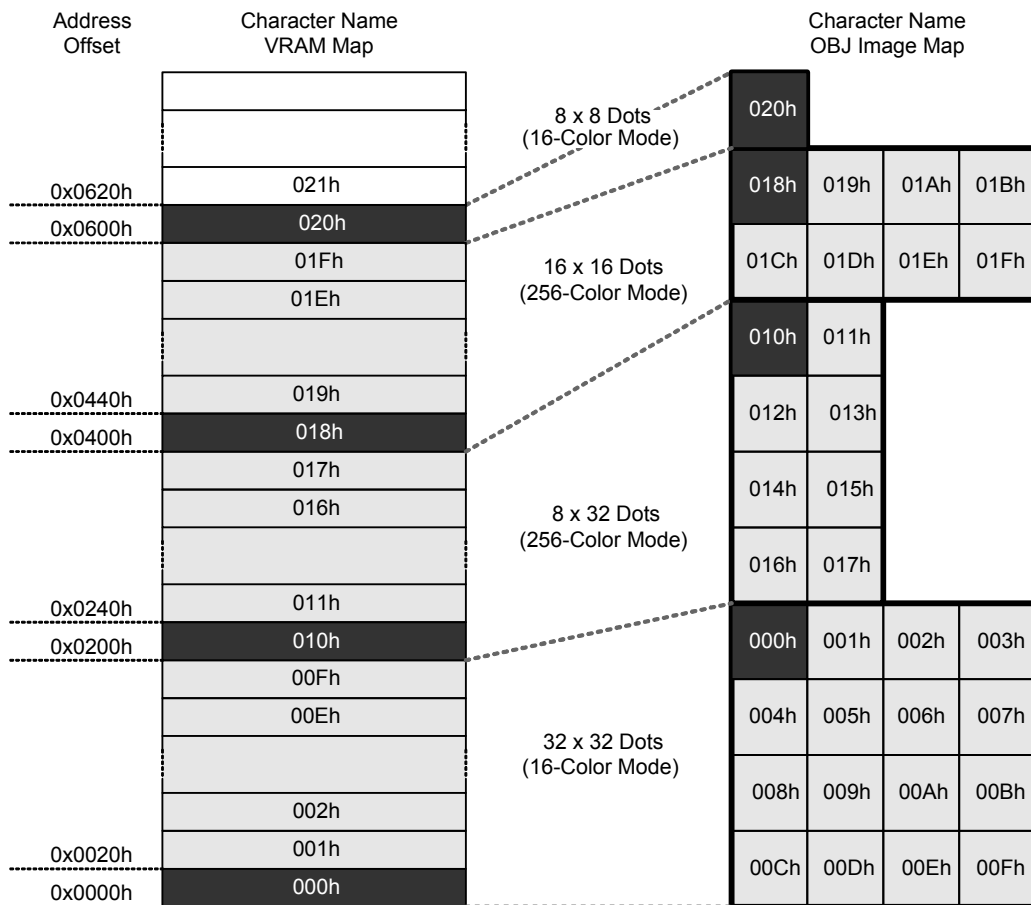 Address
Offset
Character Name
VRAM Map
Character Name
OBJ Image Map
021h
020h
01Fh
01Eh
019h
018h
017h
016h
011h
010h
00Fh
00Eh
002h
001h
000h
0x0620h
0x0600h
0x0440h
0x0400h
0x0240h
0x0200h
0x0020h
0x0000h
8 x 8 Dots
(16-Color Mode)
16 x 16 Dots
(256-Color Mode)
8 x 32 Dots
(256-Color Mode)
32 x 32 Dots
(16-Color Mode)
020h
018h 019h 01Ah 01Bh
01Ch 01Dh 01Eh 01Fh
010h 011h
012h 013h
014h 015h
016h 017h
000h 001h 002h 003h
004h 005h 006h 007h
008h 009h 00Ah 00Bh
00Ch 00Dh 00Eh 00Fh